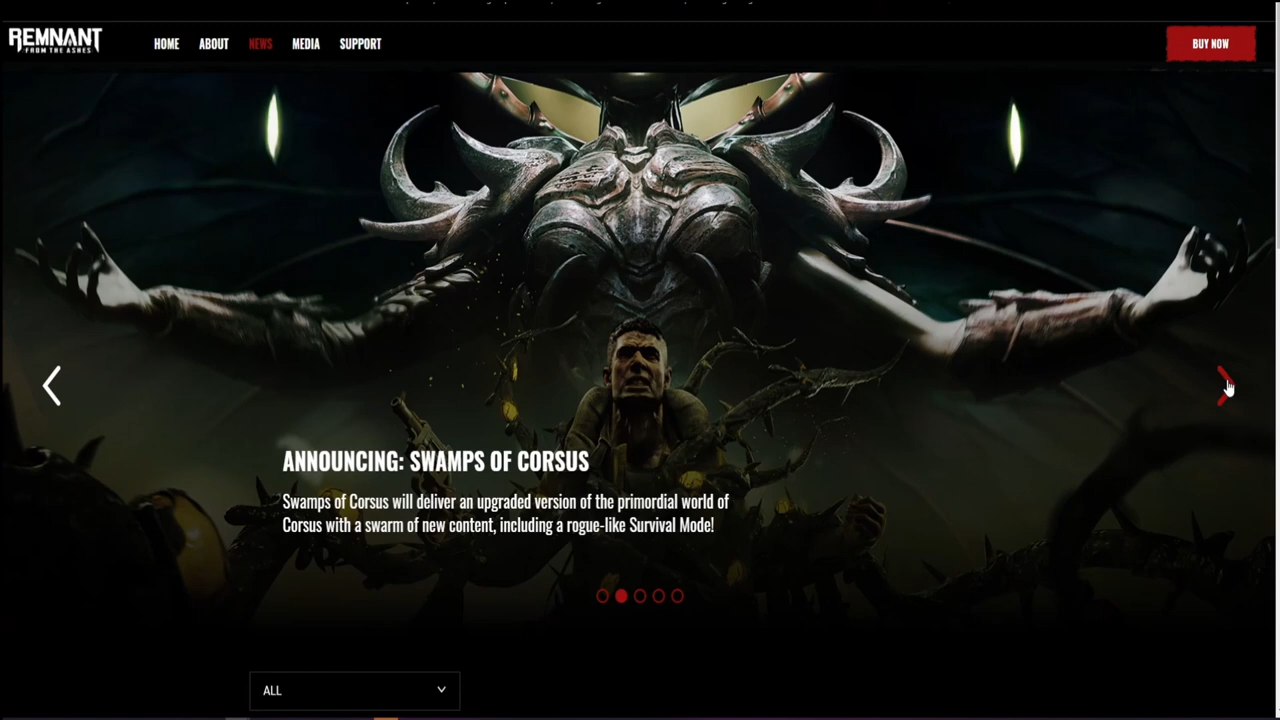 REMNANT
FROM THE ASHES
HOME
ABOUT
NEWS
MEDIA
SUPPORT
BUY NOW
ANNOUNCING: SWAMPS OF CORSUS
Swamps of Corsus will deliver an upgraded version of the primordial world of
Corsus with a swarm of new content, including a rogue-like Survival Mode!
ALL